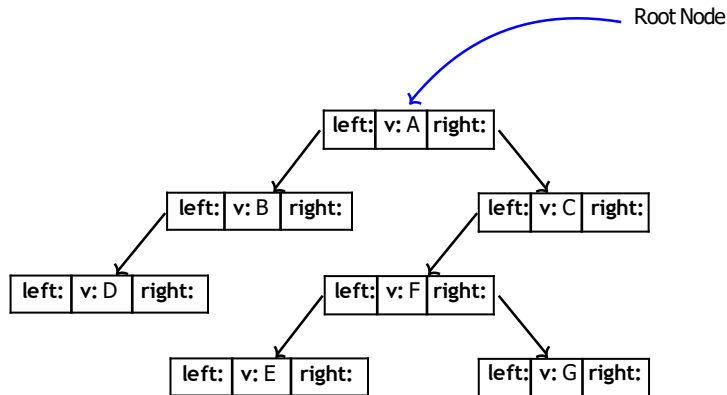 Root Node
left: v: A right:
left: v: B right:
left: v: C right:
left: v: D right:
left: v: F right:
left: v: E right:
left: v: G right: